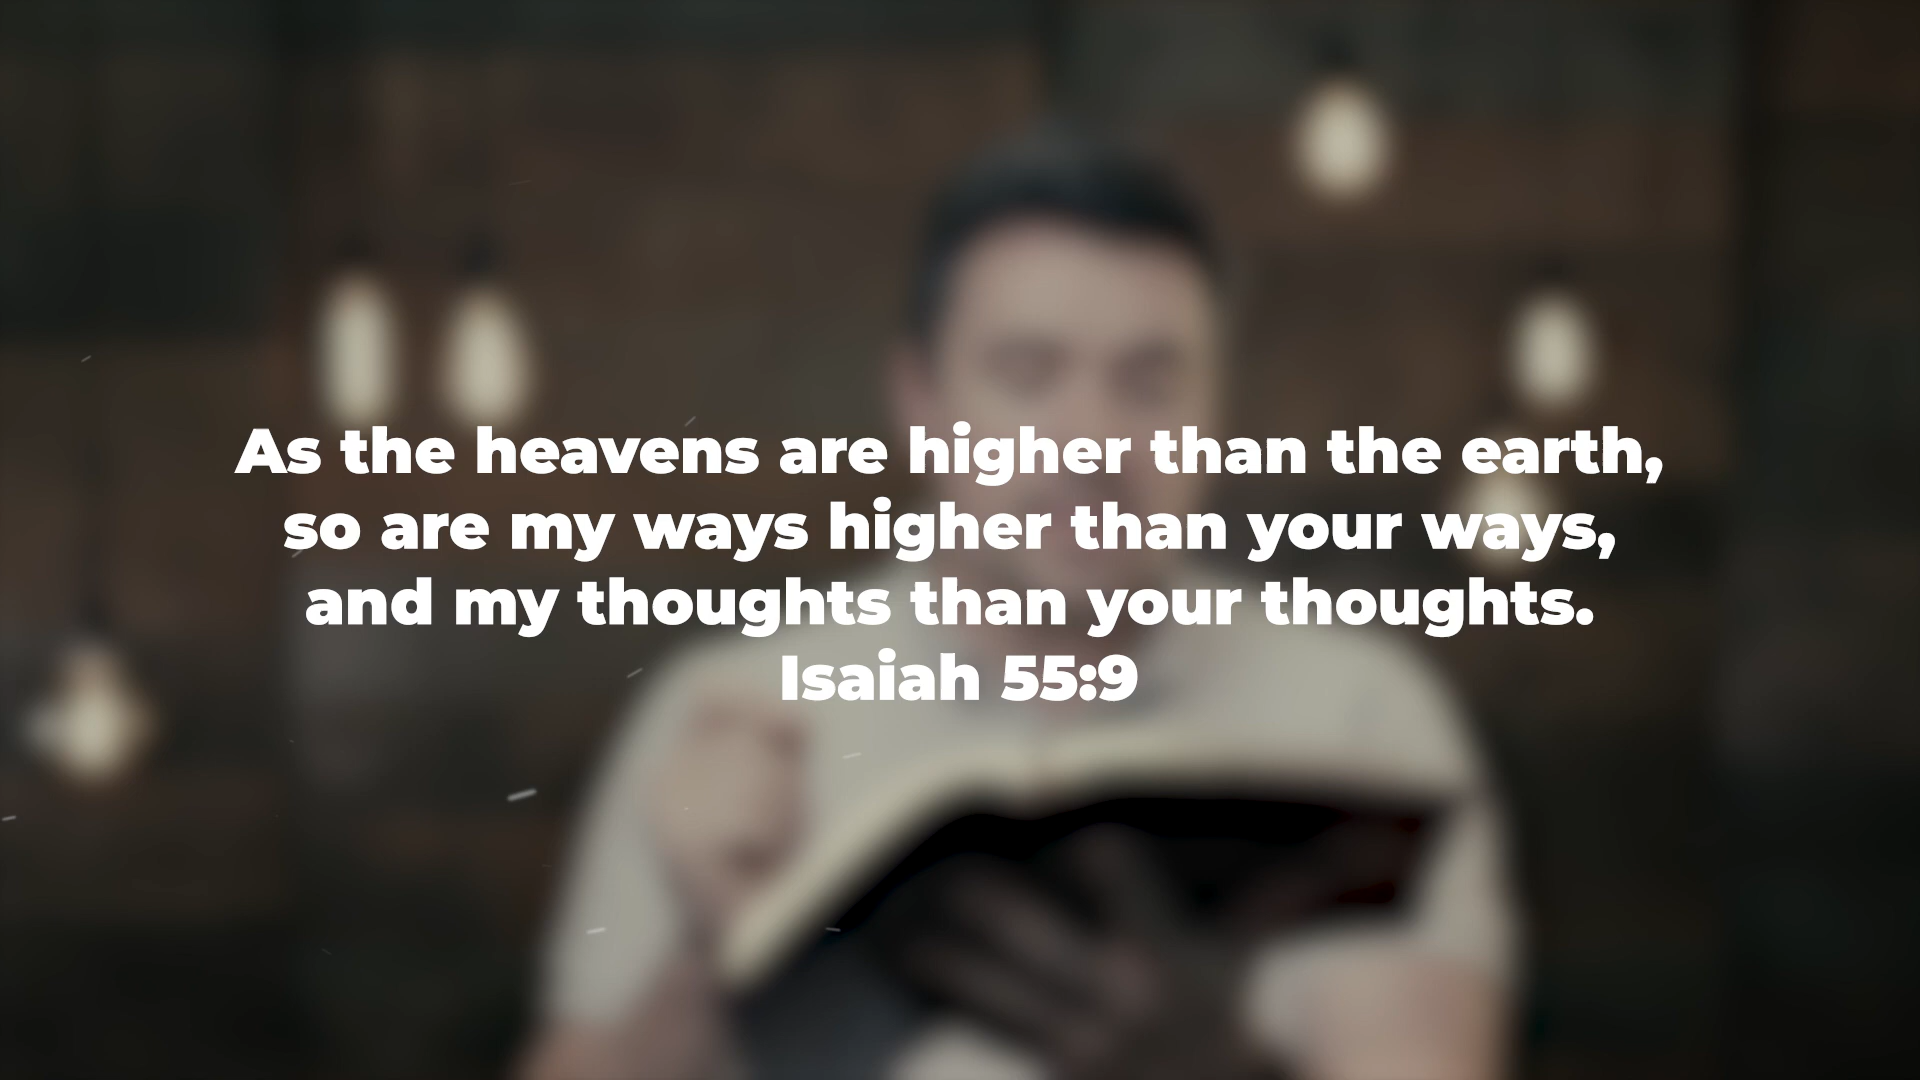 As the heavens are higher than the earth,
so are my ways higher than your ways,
and my thoughts than your thoughts.
Isaiah 55:9